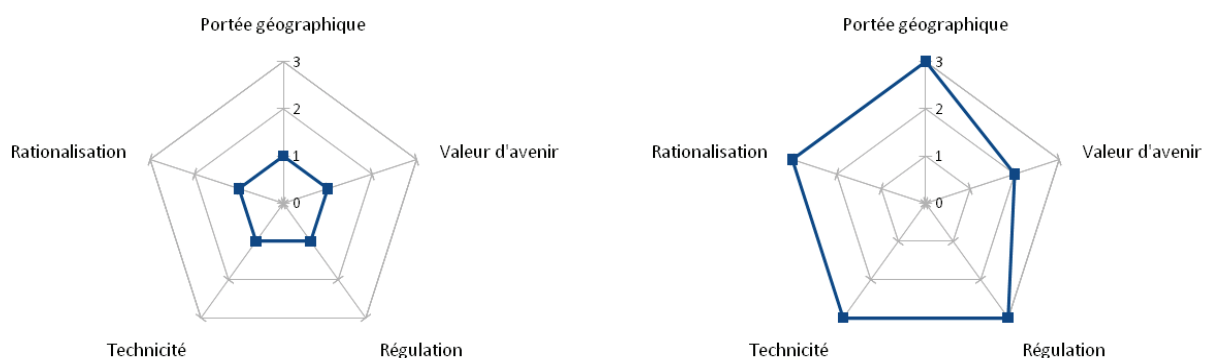 Portée géographique
3
2
Rationalisation
1
Valeur d'avenir
0
Technicité
Régulation
Portée géographique
3
2
Rationalisation
1
Valeur d'avenir
0
Technicité
Régulation